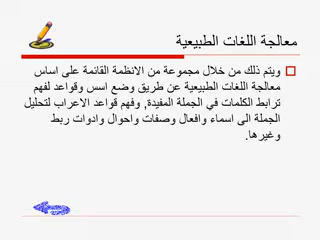 معالجة اللغات الطبيعية
ويتم ذلك من خلال مجموعة من الانظمة القائمة على اساس
معالجة اللغات الطبيعية عن طريق وضع اسس وقواعد لفهم
ترابط الكلمات في الجملة المفيدة, وفهم قواعد الاعراب لتحليل
الجملة الى اسماء وافعال وصفات واحوال وادوات ربط
وغيرها.